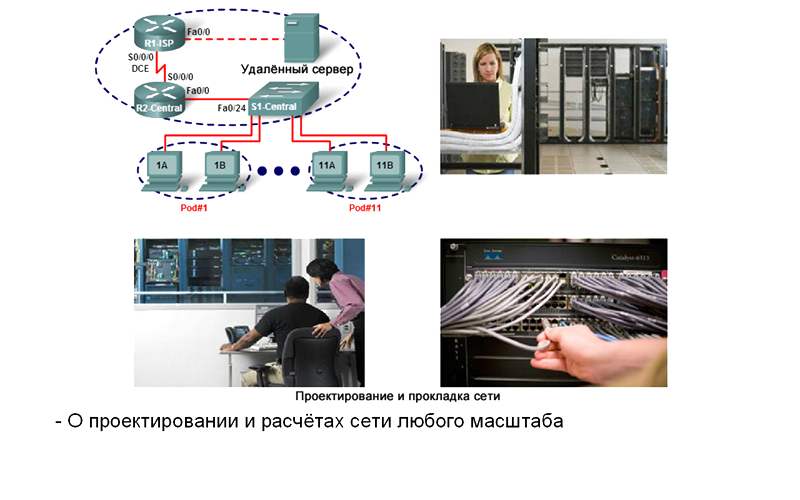 R1-ISP
Fa0/0
S0/0/0
DCE
Удалённый сервер
S0/0/0
Fa0/0
R2-Central
Fa0/24
S1-Central
1A
1B
11A
11B
Pod#1
Pod#11
Catalyst 6513
Проектирование и прокладка сети
- О проектировании и расчётах сети любого масштаба